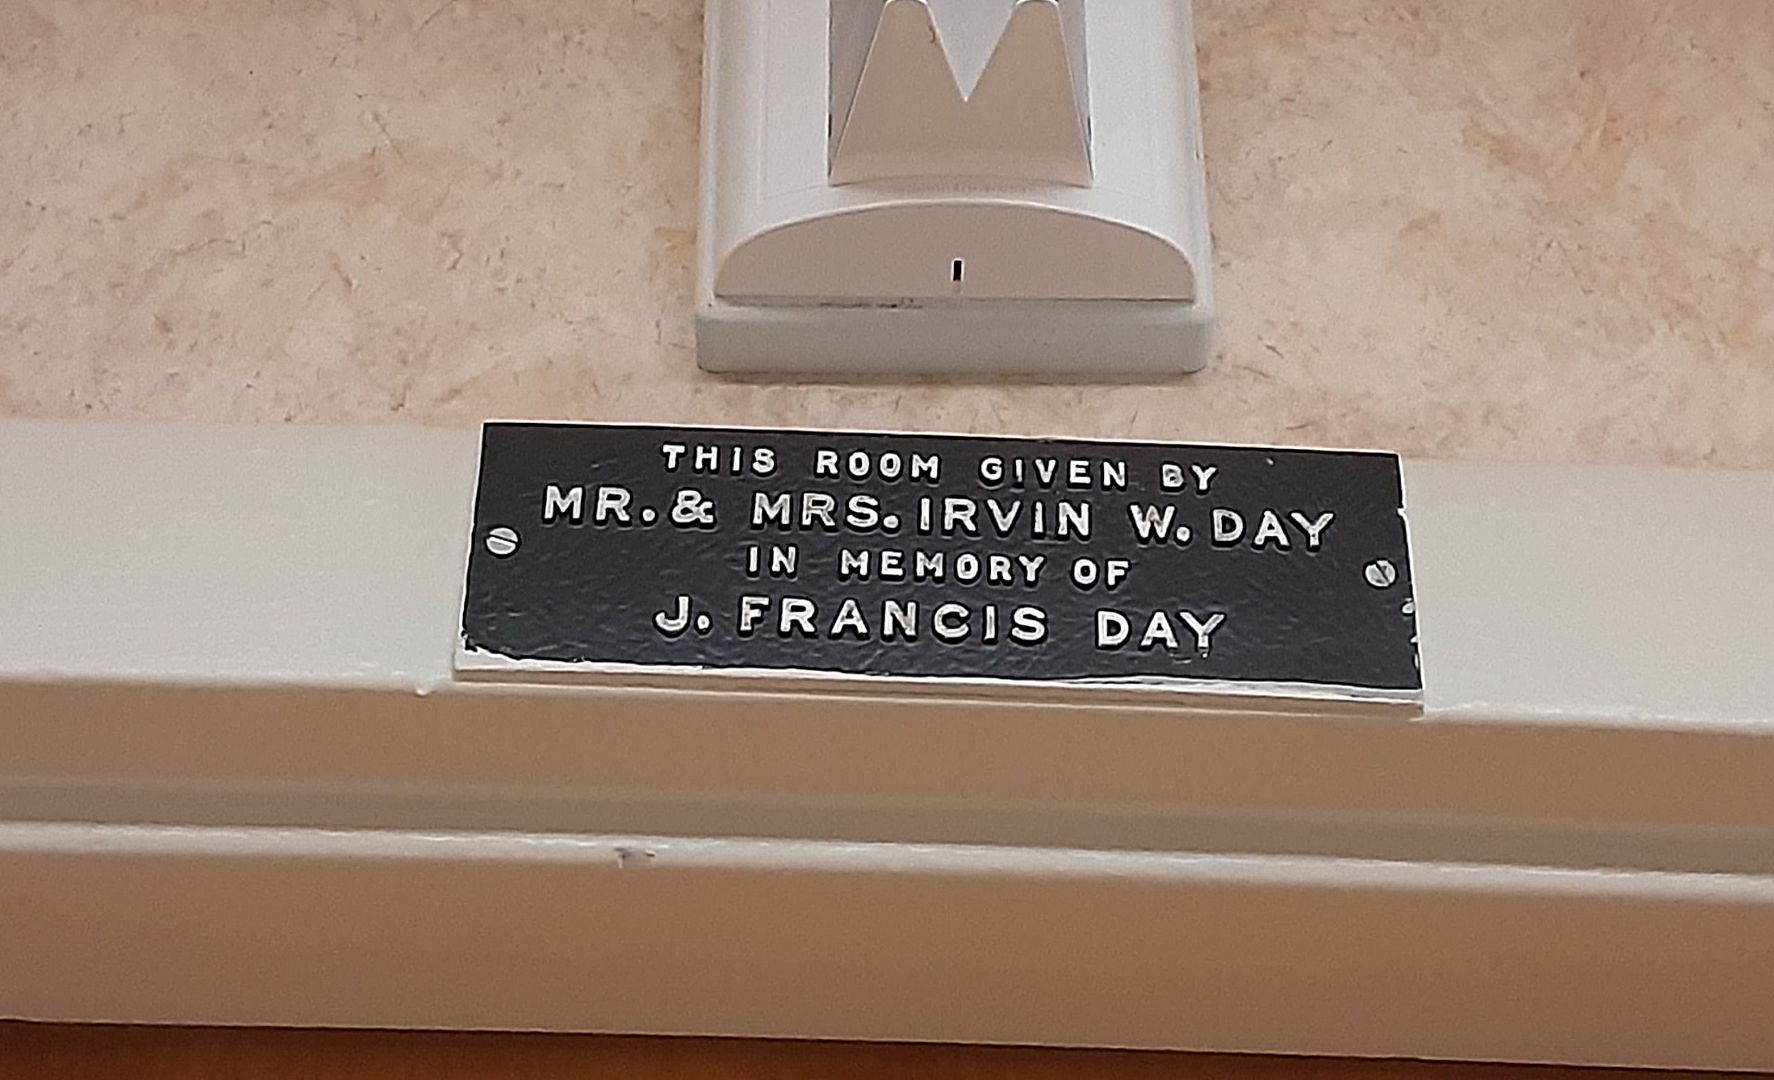 THIS ROOM GIVEN BY
MR. & MRS. IRVIN W. DAY
IN MEMORY OF
J. FRANCIS DAY